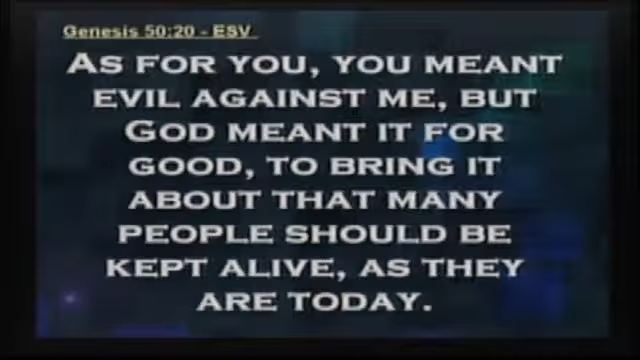 Genesis 50:20 - ESV
As for you, you meant
evil against me, but
God meant it for
good, to bring it
about that many
people should be
kept alive, as they
are today.